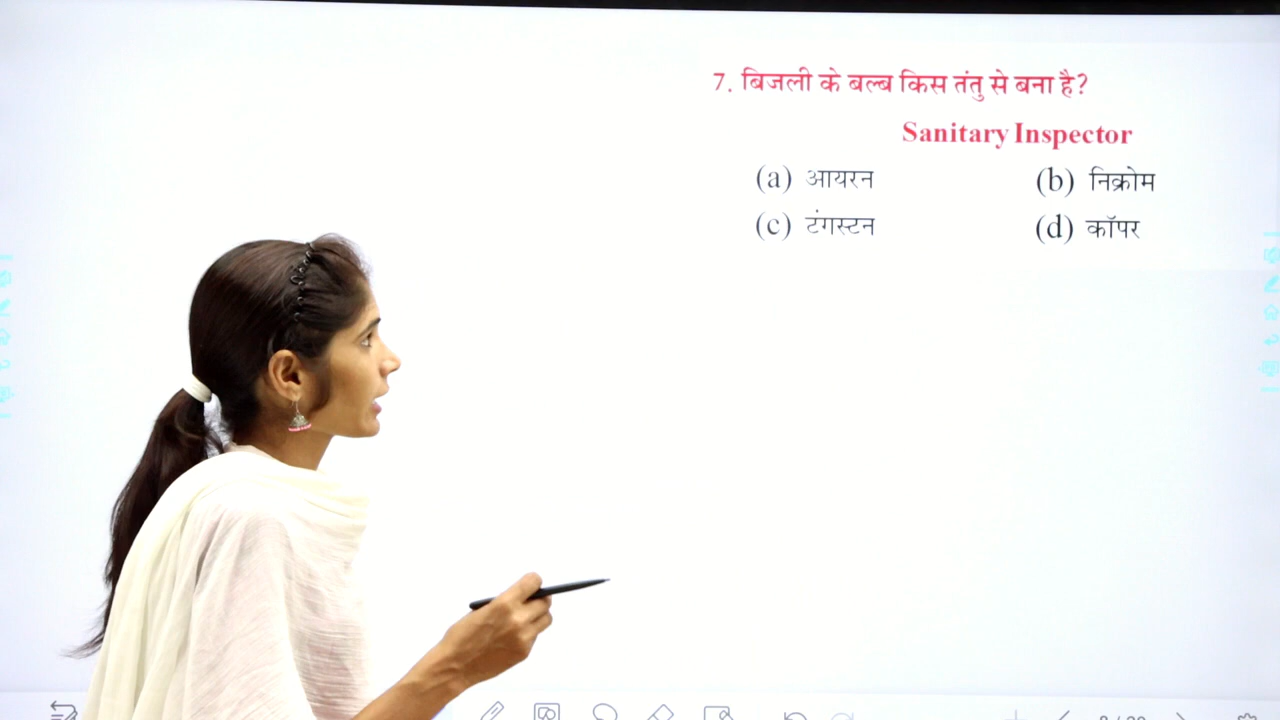 7. बिजली के बल्ब किस तंतु से बना है?
Sanitary Inspector
(a) आयरन (b) निक्रोम
(c) टंगस्टन (d) कॉपर